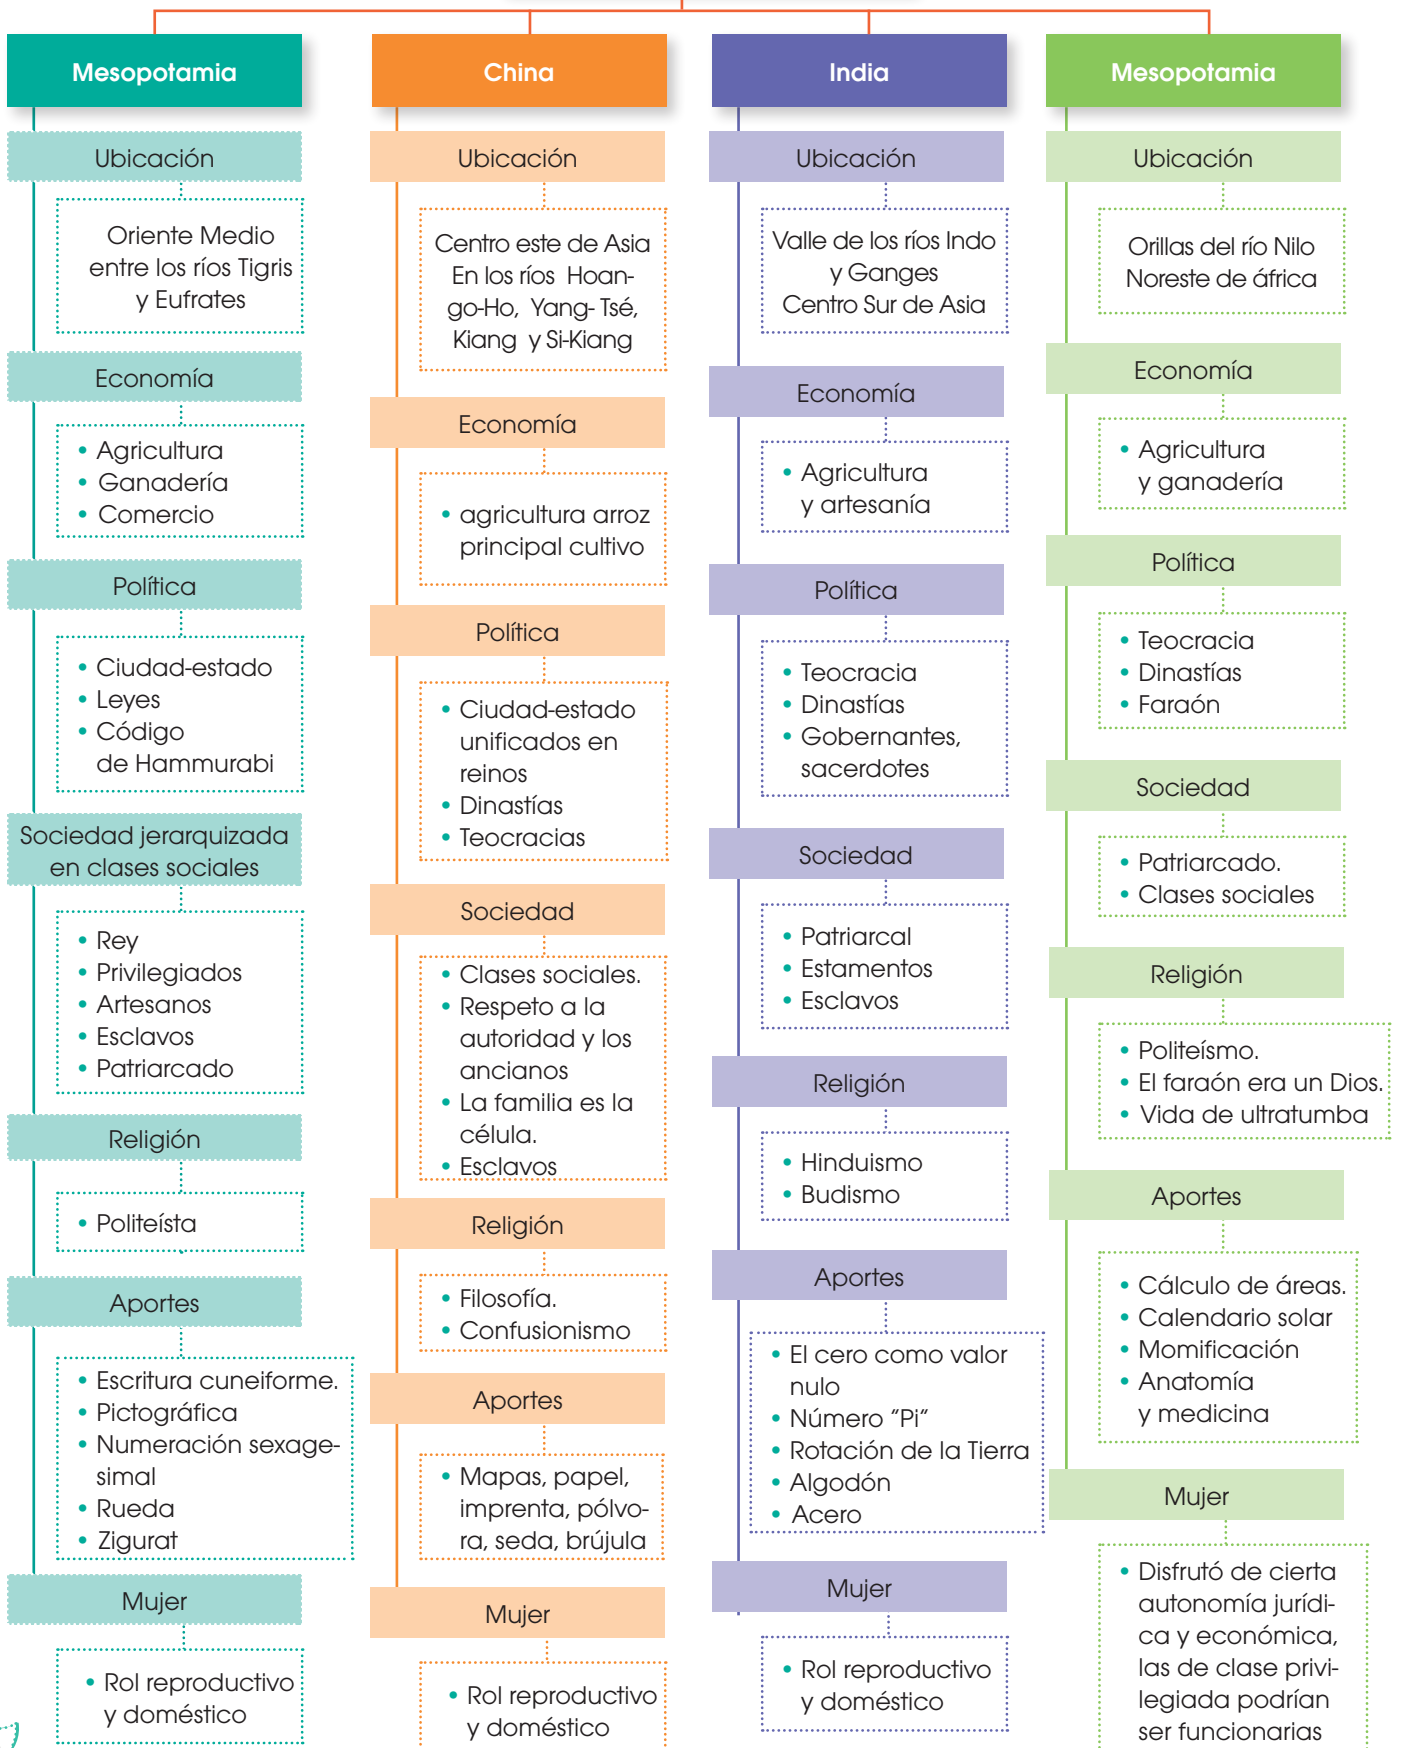 Mesopotamia
Ubicación
Oriente Medio
entre los ríos Tigris
y Eufrates
Economía
• Agricultura
• Ganadería
• Comercio
Política
• Ciudad-estado
• Leyes
• Código
de Hammurabi
Sociedad jerarquizada
en clases sociales
• Rey
• Privilegiados
• Artesanos
• Esclavos
• Patriarcado
Religión
• Politeísta
Aportes
• Escritura cuneiforme.
• Pictográfica
• Numeración sexage-
simal
• Rueda
• Zigurat
Mujer
• Rol reproductivo
y doméstico
China
Ubicación
Centro este de Asia
En los ríos Hoan-
go-Ho, Yang- Tsé,
Kiang y Si-Kiang
Economía
• agricultura arroz
principal cultivo
Política
• Ciudad-estado
unificados en
reinos
• Dinastías
• Teocracias
Sociedad
• Clases sociales.
• Respeto a la
autoridad y los
ancianos
• La familia es la
célula.
• Esclavos
Religión
• Filosofía.
• Confusionismo
Aportes
• Mapas, papel,
imprenta, pólvo-
ra, seda, brújula
Mujer
• Rol reproductivo
y doméstico
India
Ubicación
Valle de los ríos Indo
y Ganges
Centro Sur de Asia
Economía
• Agricultura
y artesanía
Política
• Teocracia
• Dinastías
• Gobernantes,
sacerdotes
Sociedad
• Patriarcal
• Estamentos
• Esclavos
Religión
• Hinduismo
• Budismo
Aportes
• El cero como valor
nulo
• Número “Pi”
• Rotación de la Tierra
• Algodón
• Acero
Mujer
• Rol reproductivo
y doméstico
Mesopotamia
Ubicación
Orillas del río Nilo
Noreste de áfrica
Economía
• Agricultura
y ganadería
Política
• Teocracia
• Dinastías
• Faraón
Sociedad
• Patriarcado.
• Clases sociales
Religión
• Politeísmo.
• El faraón era un Dios.
• Vida de ultratumba
Aportes
• Cálculo de áreas.
• Calendario solar
• Momificación
• Anatomía
y medicina
Mujer
• Disfrutó de cierta
autonomía jurídi-
ca y económica,
las de clase privi-
legiada podrían
ser funcionarias